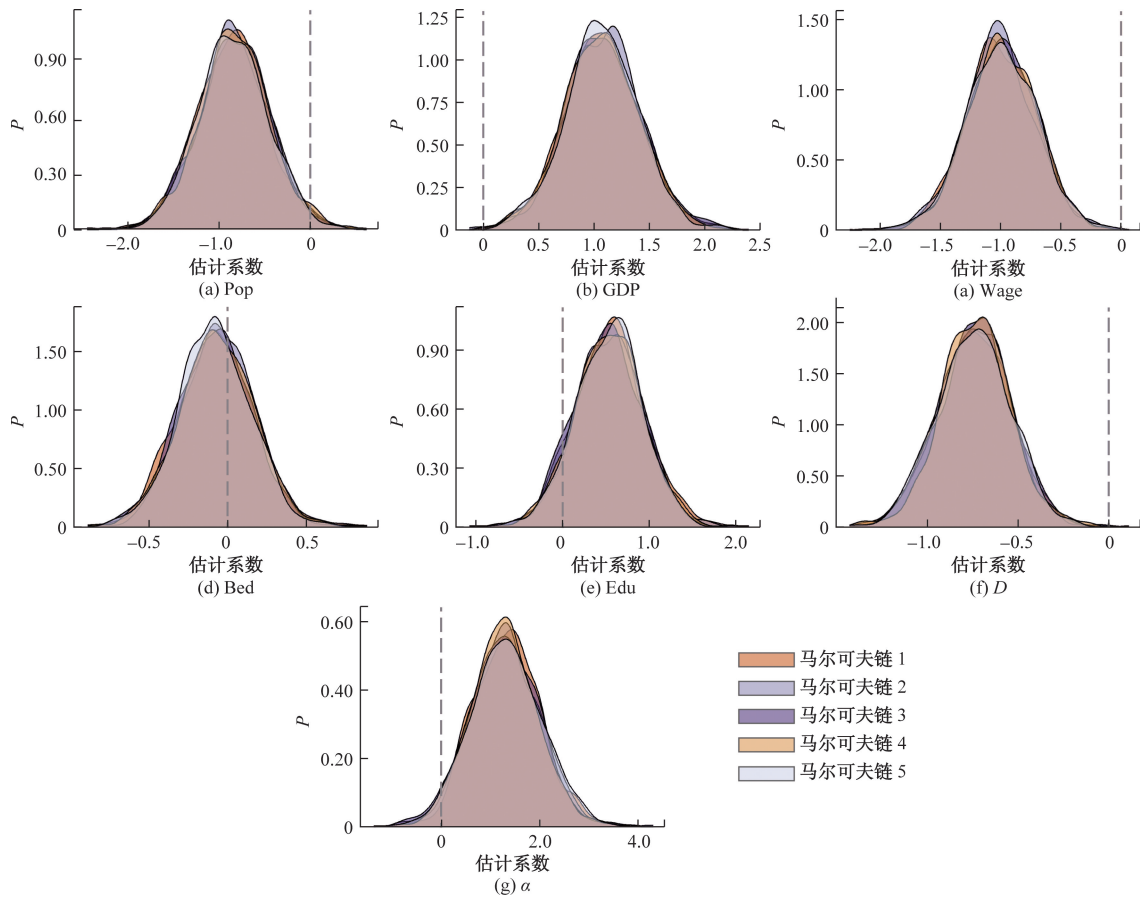 1.25
1.50
0.90
1.00
0.60
0.75
1.00
P
P
P
0.50
0.50
0.30
0.25
0
0
0
−2.0
−1.0
0
0
0.5
1.0
1.5
2.0
2.5
−2.0
−1.5
−1.0
−0.5
0
估计系数
估计系数
估计系数
(a) Pop
(b) GDP
(a) Wage
1.50
1.00
0.50
0
P
0.90
0.60
0.30
0
P
2.00
1.50
1.00
0.50
0
P
−0.5
0
0.5
−1.0
0
1.0
2.0
−1.0
−0.5
0
估计系数
估计系数
估计系数
(d) Bed
(e) Edu
(f) D
0.60
0.40
0.20
0
P
0
2.0
4.0
估计系数
(g) α
马尔可夫链 1
马尔可夫链 2
马尔可夫链 3
马尔可夫链 4
马尔可夫链 5